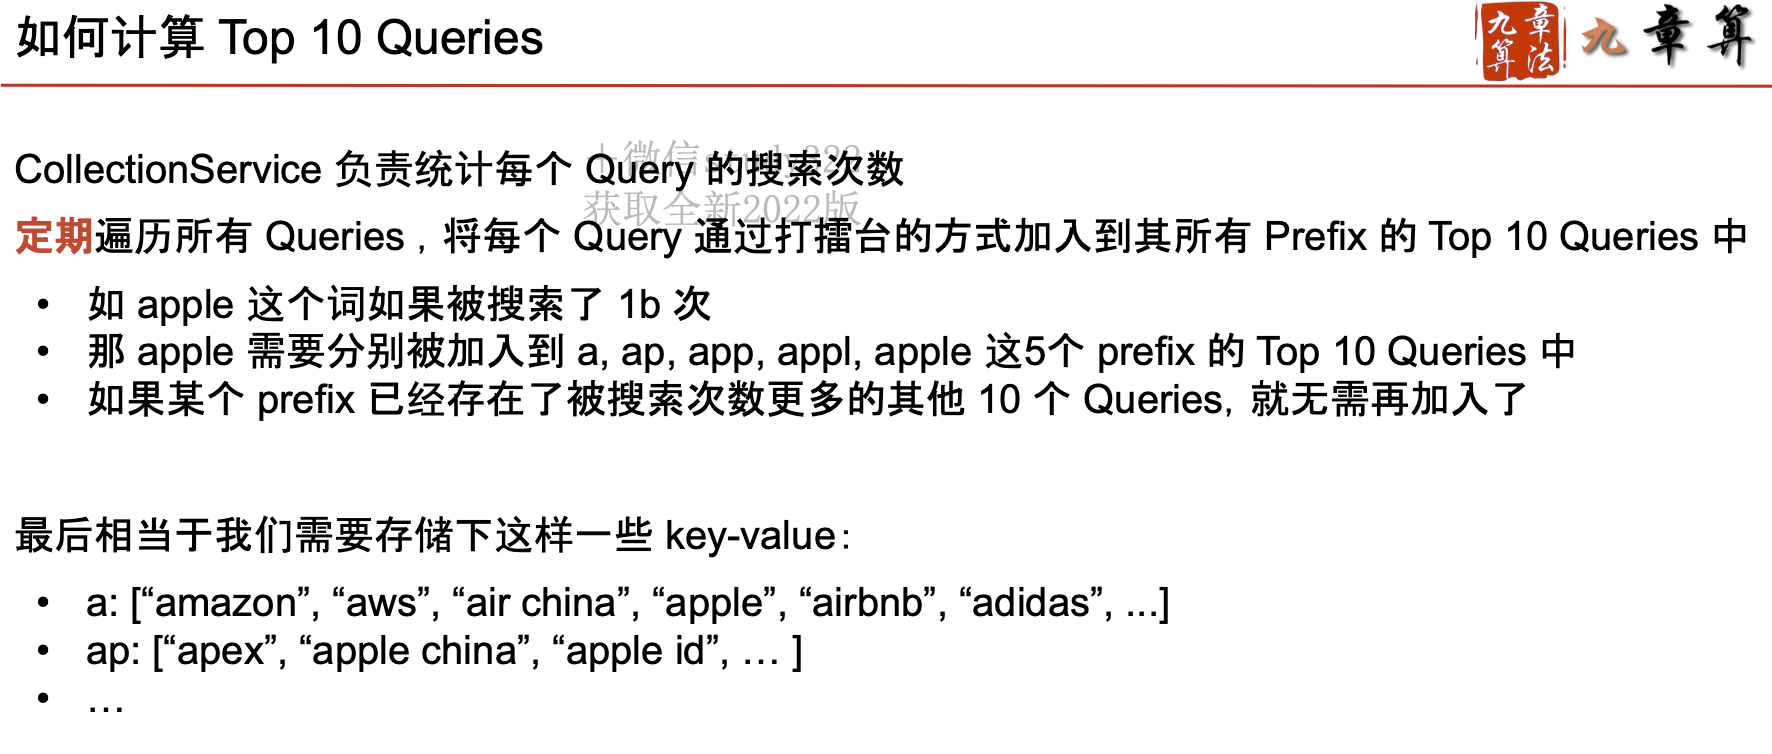 如何计算 Top 10 Queries
九章算法
九章算
CollectionService 负责统计每个 Query 的搜索次数
获取全新2022版
定期遍历所有 Queries，将每个 Query 通过打擂台的方式加入到其所有 Prefix 的 Top 10 Queries 中
• 如 apple 这个词如果被搜索了 1b 次
• 那 apple 需要分别被加入到 a, ap, app, appl, apple 这5个 prefix 的 Top 10 Queries 中
• 如果某个 prefix 已经存在了被搜索次数更多的其他 10 个 Queries, 就无需再加入了
最后相当于我们需要存储下这样一些 key-value：
• a: [“amazon”, “aws”, “air china”, “apple”, “airbnb”, “adidas”, ...]
• ap: [“apex”, “apple china”, “apple id”, … ]
• …